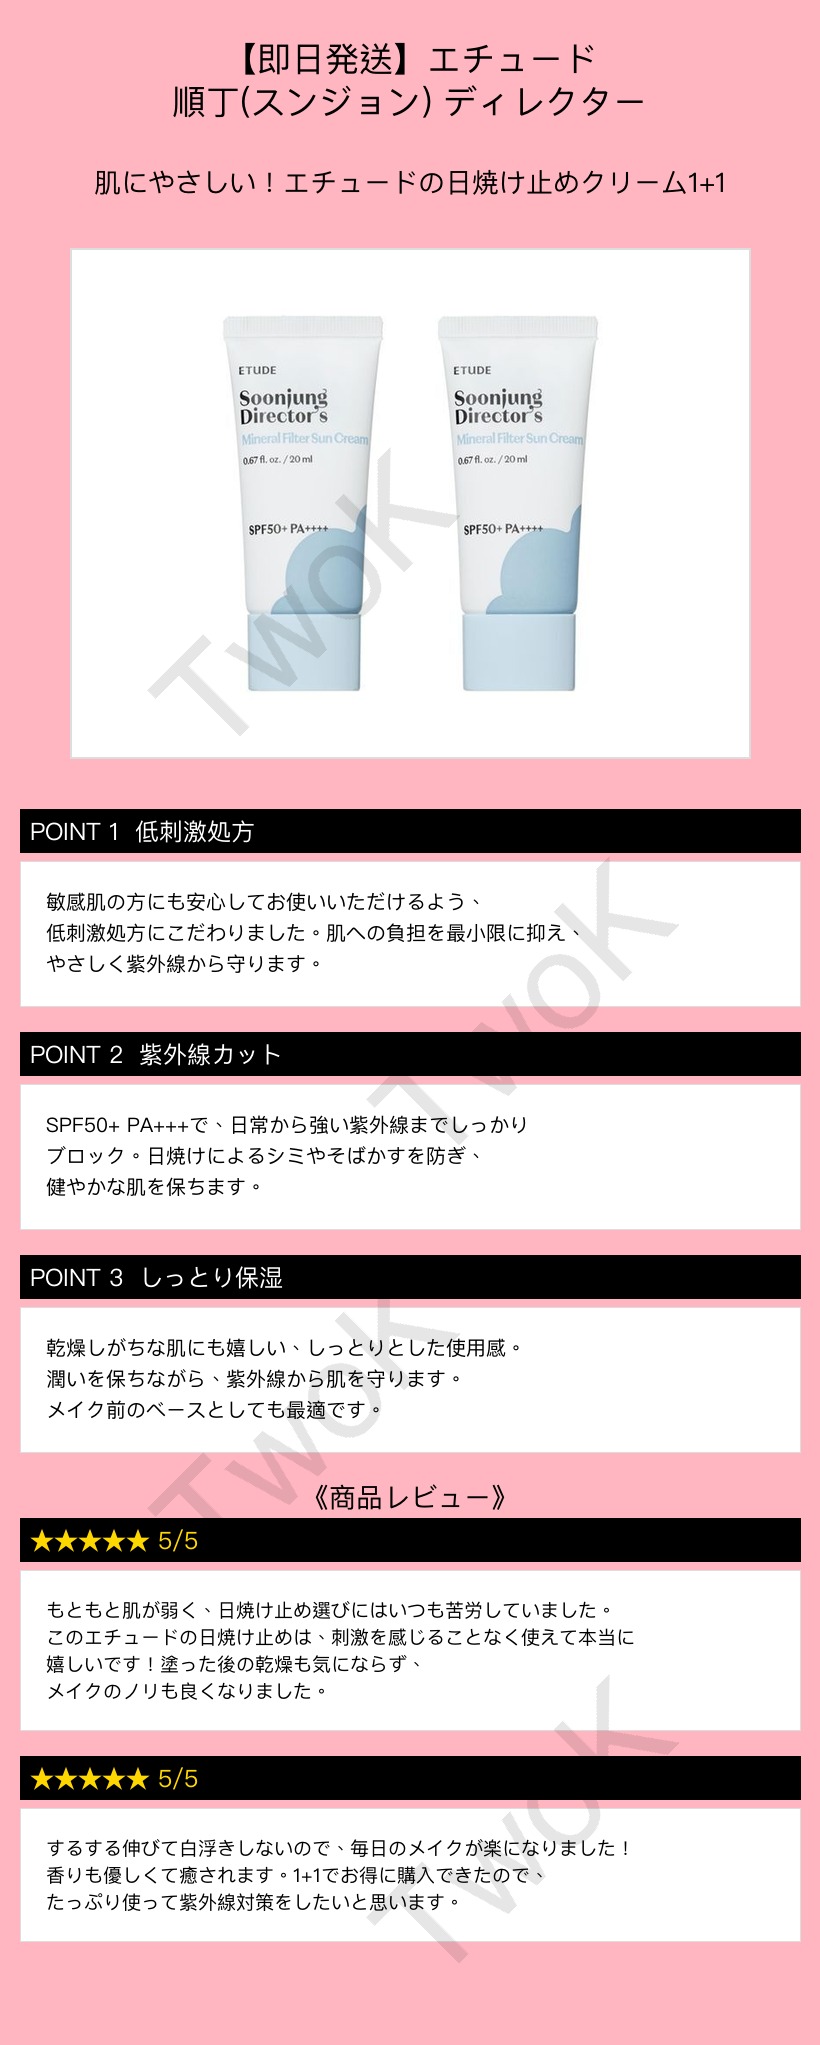 【即日発送】エチュード
順丁(スンジョン) ディレクター
肌にやさしい！エチュードの日焼け止めクリーム1+1
ETUDE
Soonjung
Director's
Mineral Filter Sun Cream
0.67 fl. oz. / 20 ml
SPF50+ PA++++
ETUDE
Soonjung
Director's
Mineral Filter Sun Cream
0.67 fl. oz. / 20 ml
SPF50+ PA++++
TwoK
POINT 1 低刺激処方
敏感肌の方にも安心してお使いいただけるよう、
低刺激処方にこだわりました。肌への負担を最小限に抑え、
やさしく紫外線から守ります。
TwoK
POINT 2 紫外線カット
SPF50+ PA+++で、日常から強い紫外線までしっかり
ブロック。日焼けによるシミやそばかすを防ぎ、
健やかな肌を保ちます。
POINT 3 しっとり保湿
乾燥しがちな肌にも嬉しい、しっとりとした使用感。
潤いを保ちながら、紫外線から肌を守ります。
メイク前のベースとしても最適です。
TwoK
《商品レビュー》
★★★★★ 5/5
もともと肌が弱く、日焼け止め選びにはいつも苦労していました。
このエチュードの日焼け止めは、刺激を感じることなく使えて本当に
嬉しいです！塗った後の乾燥も気にならず、
メイクのノリも良くなりました。
★★★★★ 5/5
するする伸びて白浮きしないので、毎日のメイクが楽になりました！
香りも優しくて癒されます。1+1でお得に購入できたので、
たっぷり使って紫外線対策をしたいと思います。
TwoK